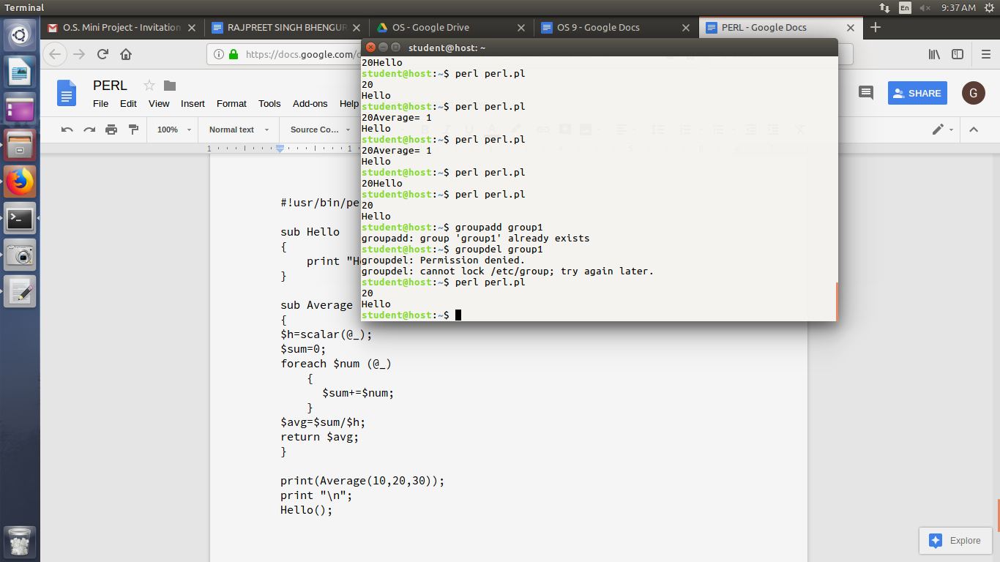 Terminal
En
9:37 AM
O.S. Mini Project - Invitation
RAJPREET SINGH BHENGUR
OS - Google Drive
OS 9 - Google Docs
PERL - Google Docs
https://docs.google.com/d
PERL
File Edit View Insert Format Tools Add-ons Help
SHARE
G
100% Normal text Source Co...
1 1
student@host: ~
20Hello
student@host:~$ perl perl.pl
20
Hello
student@host:~$ perl perl.pl
20Average= 1
Hello
student@host:~$ perl perl.pl
20Average= 1
Hello
student@host:~$ perl perl.pl
20Hello
student@host:~$ perl perl.pl
20
Hello
student@host:~$ groupadd group1
groupadd: group 'group1' already exists
student@host:~$ groupdel group1
groupdel: Permission denied.
groupdel: cannot lock /etc/group; try again later.
student@host:~$ perl perl.pl
20
Hello
student@host:~$
#!usr/bin/pe
sub Hello
{
print "He
}
sub Average
{
$h=scalar(@_);
$sum=0;
foreach $num (@_)
{
$sum+=$num;
}
$avg=$sum/$h;
return $avg;
}
print(Average(10,20,30));
print "\n";
Hello();
Explore